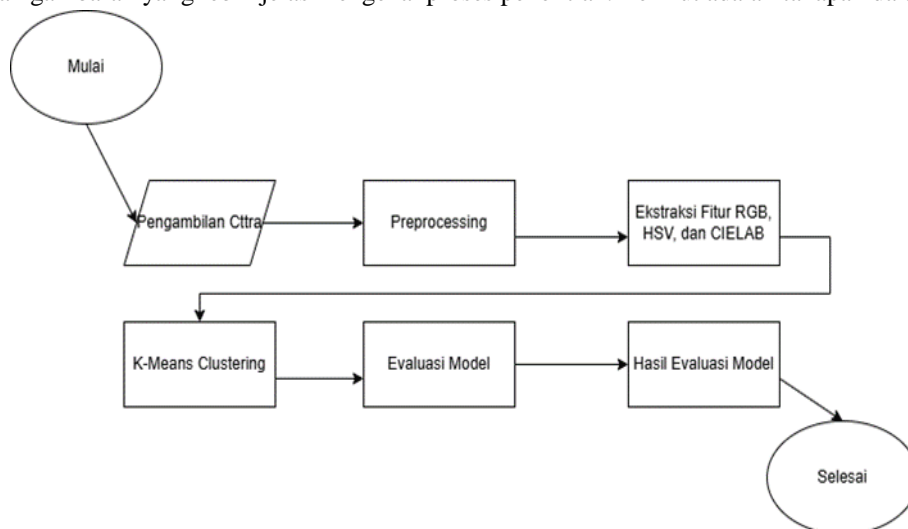 Mulai
Pengambilan Cttra
Preprocessing
Ekstraksi Fitur RGB,
HSV, dan CIELAB
K-Means Clustering
Evaluasi Model
Hasil Evaluasi Model
Selesai